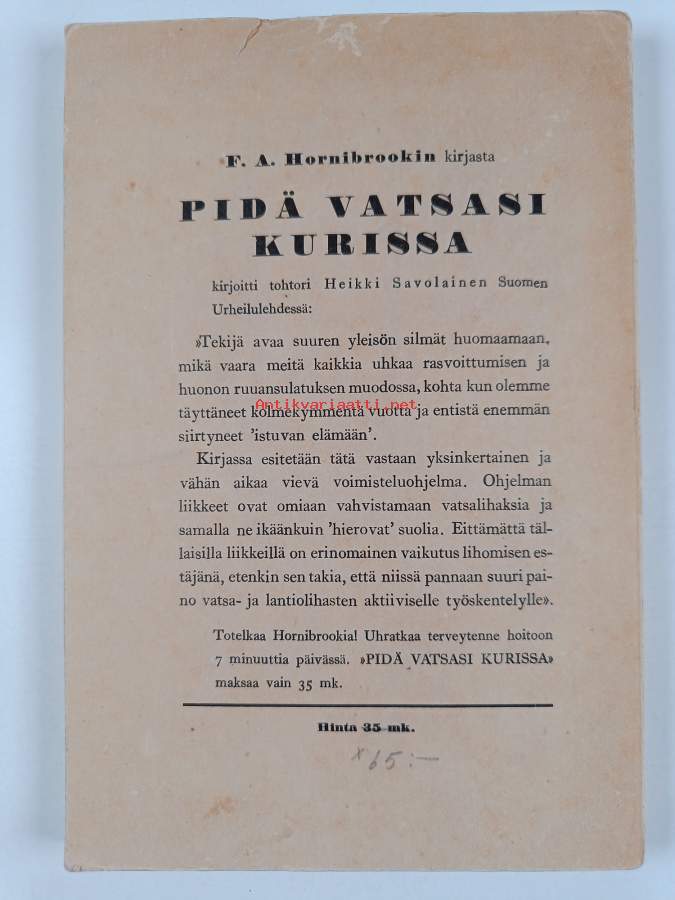 F. A. Hornibrookin kirjasta
PIDÄ VATSASI
KURISSA
kirjoitti tohtori Heikki Savolainen Suomen
Urheilulehdessä:
»Tekijä avaa suuren yleisön silmät huomaamaan,
mikä vaara meitä kaikkia uhkaa rasvoittumisen ja
huonon ruuansulatuksen muodossa, kohta kun olemme
Antikvariaatti.net
täyttäneet kolmekymmentä vuotta ja entistä enemmän
siirtyneet 'istuvan elämään'.
Kirjassa esitetään tätä vastaan yksinkertainen ja
vähän aikaa vievä voimisteluohjelma. Ohjelman
liikkeet ovat omiaan vahvistamaan vatsalihaksia ja
samalla ne ikäänkuin 'hierovat' suolia. Eittämättä täl-
laisilla liikkeillä on erinomainen vaikutus lihomisen es-
täjänä, etenkin sen takia, että niissä pannaan suuri pai-
no vatsa- ja lantiolihasten aktiiviselle työskentelylle».
Totelkaa Hornibrookia! Uhratkaa terveytenne hoitoon
7 minuuttia päivässä. »PIDÄ VATSASI KURISSA»
maksaa vain 35 mk.
Hinta 35 mk.
x 65:-